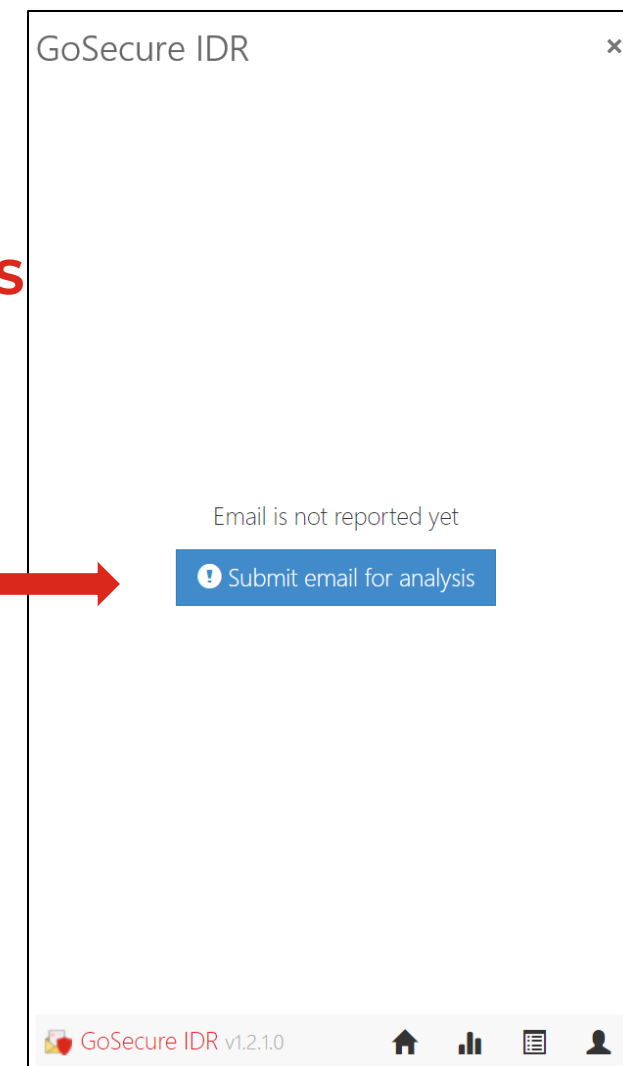 GoSecure IDR ×
s
Email is not reported yet
Submit email for analysis
GoSecure IDR v1.2.1.0